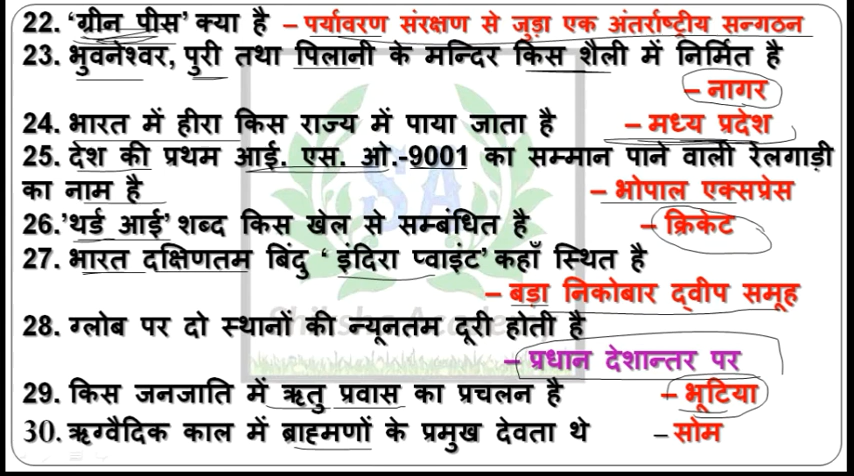 22. ‘ग्रीन पीस’ क्या है – पर्यावरण संरक्षण से जुड़ा एक अंतर्राष्ट्रीय सन्गठन
23. भुवनेश्वर, पुरी तथा पिलानी के मन्दिर किस शैली में निर्मित है
– नागर
24. भारत में हीरा किस राज्य में पाया जाता है – मध्य प्रदेश
25. देश की प्रथम आई. एस. ओ.-9001 का सम्मान पाने वाली रेलगाड़ी
का नाम है – भोपाल एक्सप्रेस
26.’थर्ड आई’ शब्द किस खेल से सम्बंधित है – क्रिकेट
27. भारत दक्षिणतम बिंदु ‘ इंदिरा प्वाइंट’ कहाँ स्थित है
– बड़ा निकोबार द्वीप समूह
28. ग्लोब पर दो स्थानों की न्यूनतम दूरी होती है
– प्रधान देशान्तर पर
29. किस जनजाति में ऋतु प्रवास का प्रचलन है – भूटिया
30. ऋग्वैदिक काल में ब्राह्मणों के प्रमुख देवता थे – सोम
SA